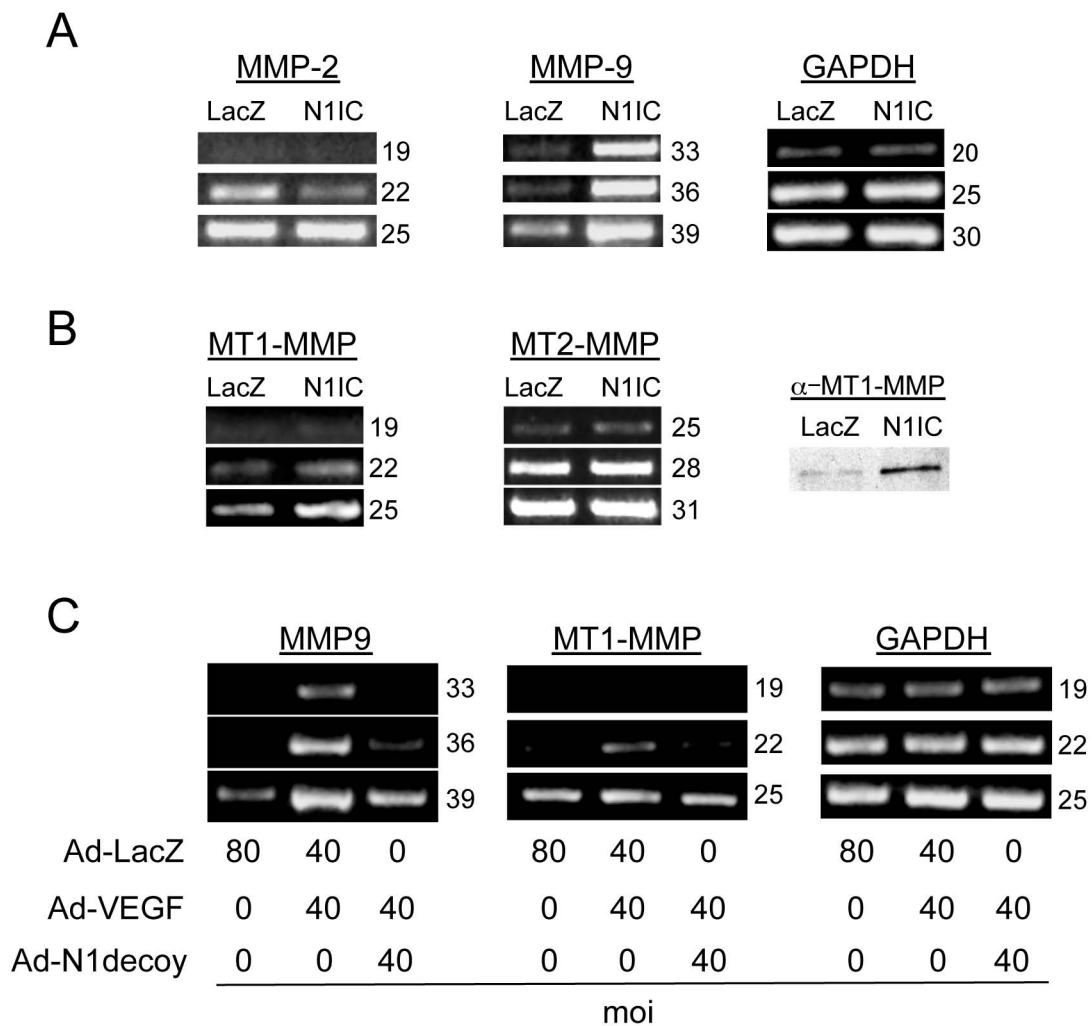 A
MMP-2 MMP-9 GAPDH
LacZ N1IC LacZ N1IC LacZ N1IC
19 33 20
22 36 25
25 39 30
B
MT1-MMP MT2-MMP α-MT1-MMP
LacZ N1IC LacZ N1IC LacZ N1IC
19 25
22 28
25 31
C
MMP9 MT1-MMP GAPDH
33 19 19
36 22 22
39 25 25
Ad-LacZ 80 40 0 80 40 0 80 40 0
Ad-VEGF 0 40 40 0 40 40 0 40 40
Ad-N1decoy 0 0 40 0 0 40 0 0 40
moi